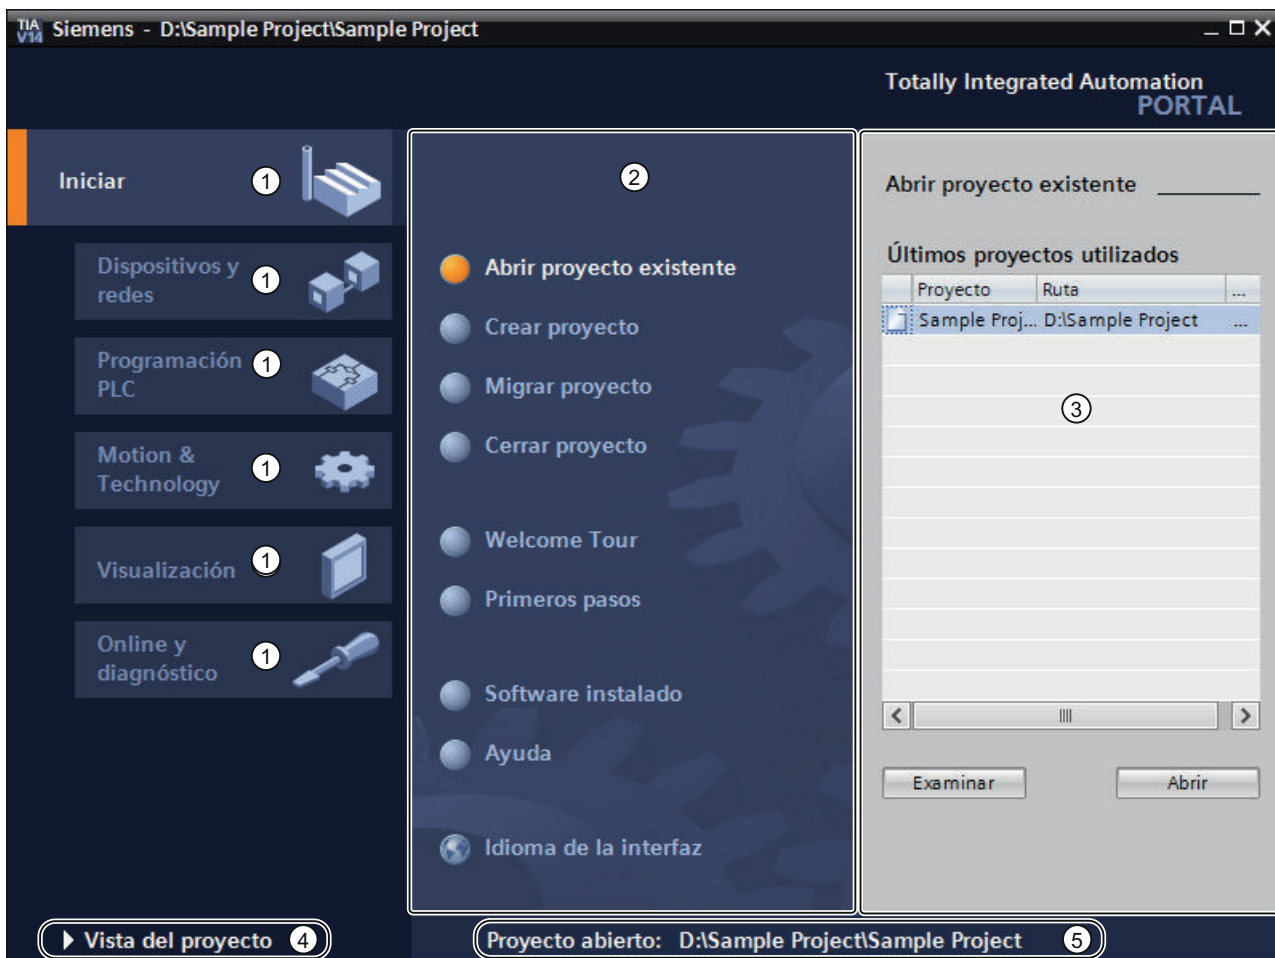 TIA V14 Siemens - D:\Sample Project\Sample Project
Totally Integrated Automation
PORTAL
Iniciar 1
Dispositivos y
redes
1
Programación
PLC
1
Motion &
Technology
1
Visualización 1
Online y
diagnóstico
1
2
Abrir proyecto existente
Crear proyecto
Migrar proyecto
Cerrar proyecto
Welcome Tour
Primeros pasos
Software instalado
Ayuda
Idioma de la interfaz
Abrir proyecto existente
Últimos proyectos utilizados
Proyecto Ruta ...
Sample Proj... D:\Sample Project ...
3
Examinar Abrir
Vista del proyecto 4
Proyecto abierto: D:\Sample Project\Sample Project 5